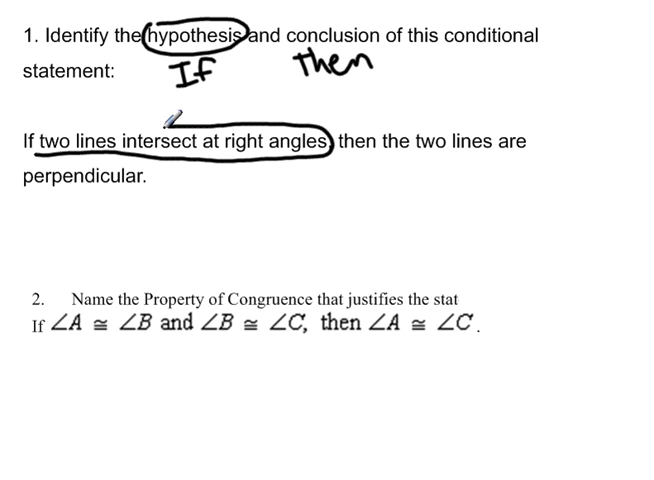 1. Identify the hypothesis and conclusion of this conditional
statement:
If then
If two lines intersect at right angles, then the two lines are
perpendicular.
2. Name the Property of Congruence that justifies the stat
If ∠A ≅ ∠B and ∠B ≅ ∠C, then ∠A ≅ ∠C.